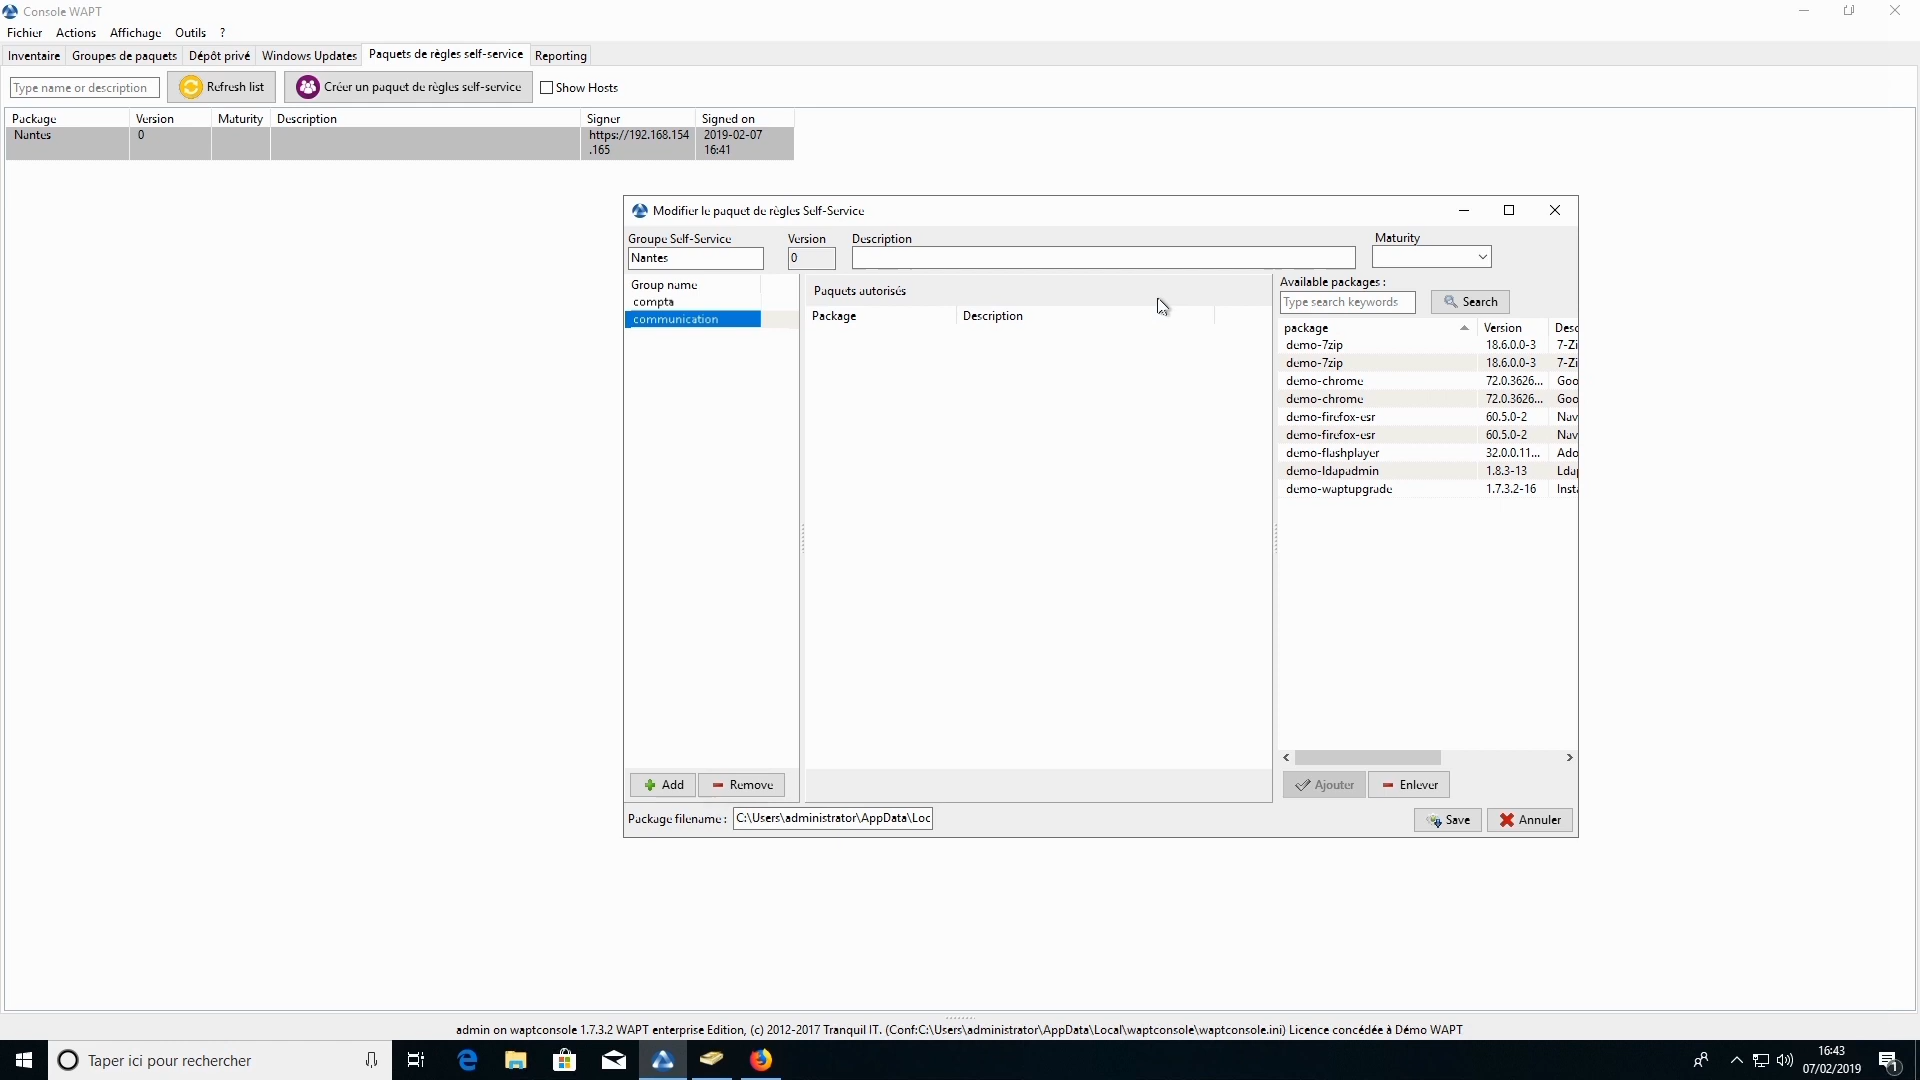 Console WAPT
Fichier Actions Affichage Outils ?
Inventaire Groupes de paquets Dépôt privé Windows Updates Paquets de règles self-service Reporting
Type name or description Refresh list Créer un paquet de règles self-service Show Hosts
Package Version Maturity Description Signer Signed on
Nantes 0 https://192.168.154 2019-02-07
.165 16:41
Modifier le paquet de règles Self-Service
Groupe Self-Service Version Description Maturity
Nantes 0
Group name
compta
communication
Paquets autorisés
Package Description
Available packages :
Type search keywords Search
package Version Desc
demo-7zip 18.6.0.0-3 7-Zi
demo-7zip 18.6.0.0-3 7-Zi
demo-chrome 72.0.3626... Goo
demo-chrome 72.0.3626... Goo
demo-firefox-esr 60.5.0-2 Nav
demo-firefox-esr 60.5.0-2 Nav
demo-flashplayer 32.0.0.11... Ado
demo-ldapadmin 1.8.3-13 Lda
demo-waptupgrade 1.7.3.2-16 Inst
Add Remove
Ajouter Enlever
Package filename : C:\Users\administrator\AppData\Loc
Save Annuler
admin on waptconsole 1.7.3.2 WAPT enterprise Edition, (c) 2012-2017 Tranquil IT. (Conf:C:\Users\administrator\AppData\Local\waptconsole\waptconsole.ini) Licence concédée à Démo WAPT
Taper ici pour rechercher
16:43
07/02/2019
1